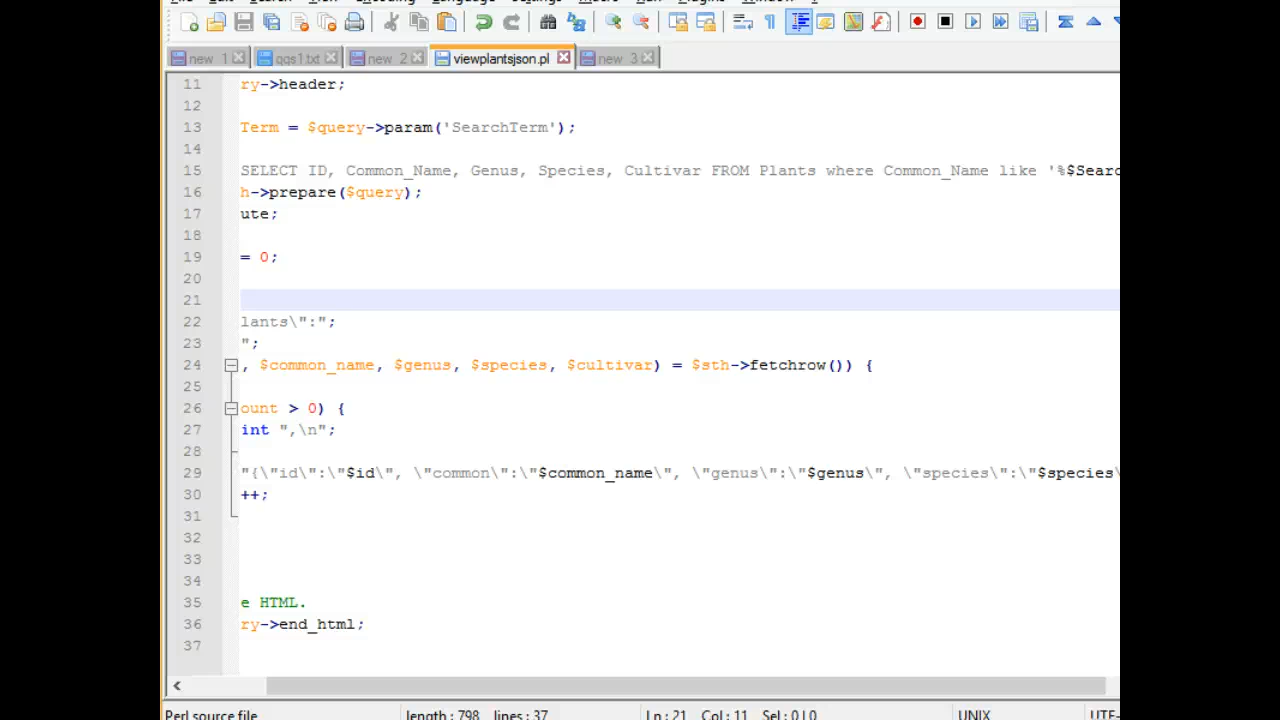 new 1 qqs1.txt new 2 viewplantsjson.pl new 3
11 ry->header;
12
13 Term = $query->param('SearchTerm');
14
15 SELECT ID, Common_Name, Genus, Species, Cultivar FROM Plants where Common_Name like '%$Searc
16 h->prepare($query);
17 ute;
18
19 = 0;
20
21
22 lants\":";
23 ";
24 , $common_name, $genus, $species, $cultivar) = $sth->fetchrow()) {
25
26 ount > 0) {
27 int ",\n";
28
29 "{\"id\":\"$id\", \"common\":\"$common_name\", \"genus\":\"$genus\", \"species\":\"$species\
30 ++;
31
32
33
34
35 e HTML.
36 ry->end_html;
37
Perl source file length : 798 lines : 37 Ln : 21 Col : 11 Sel : 0 | 0 UNIX UTF-